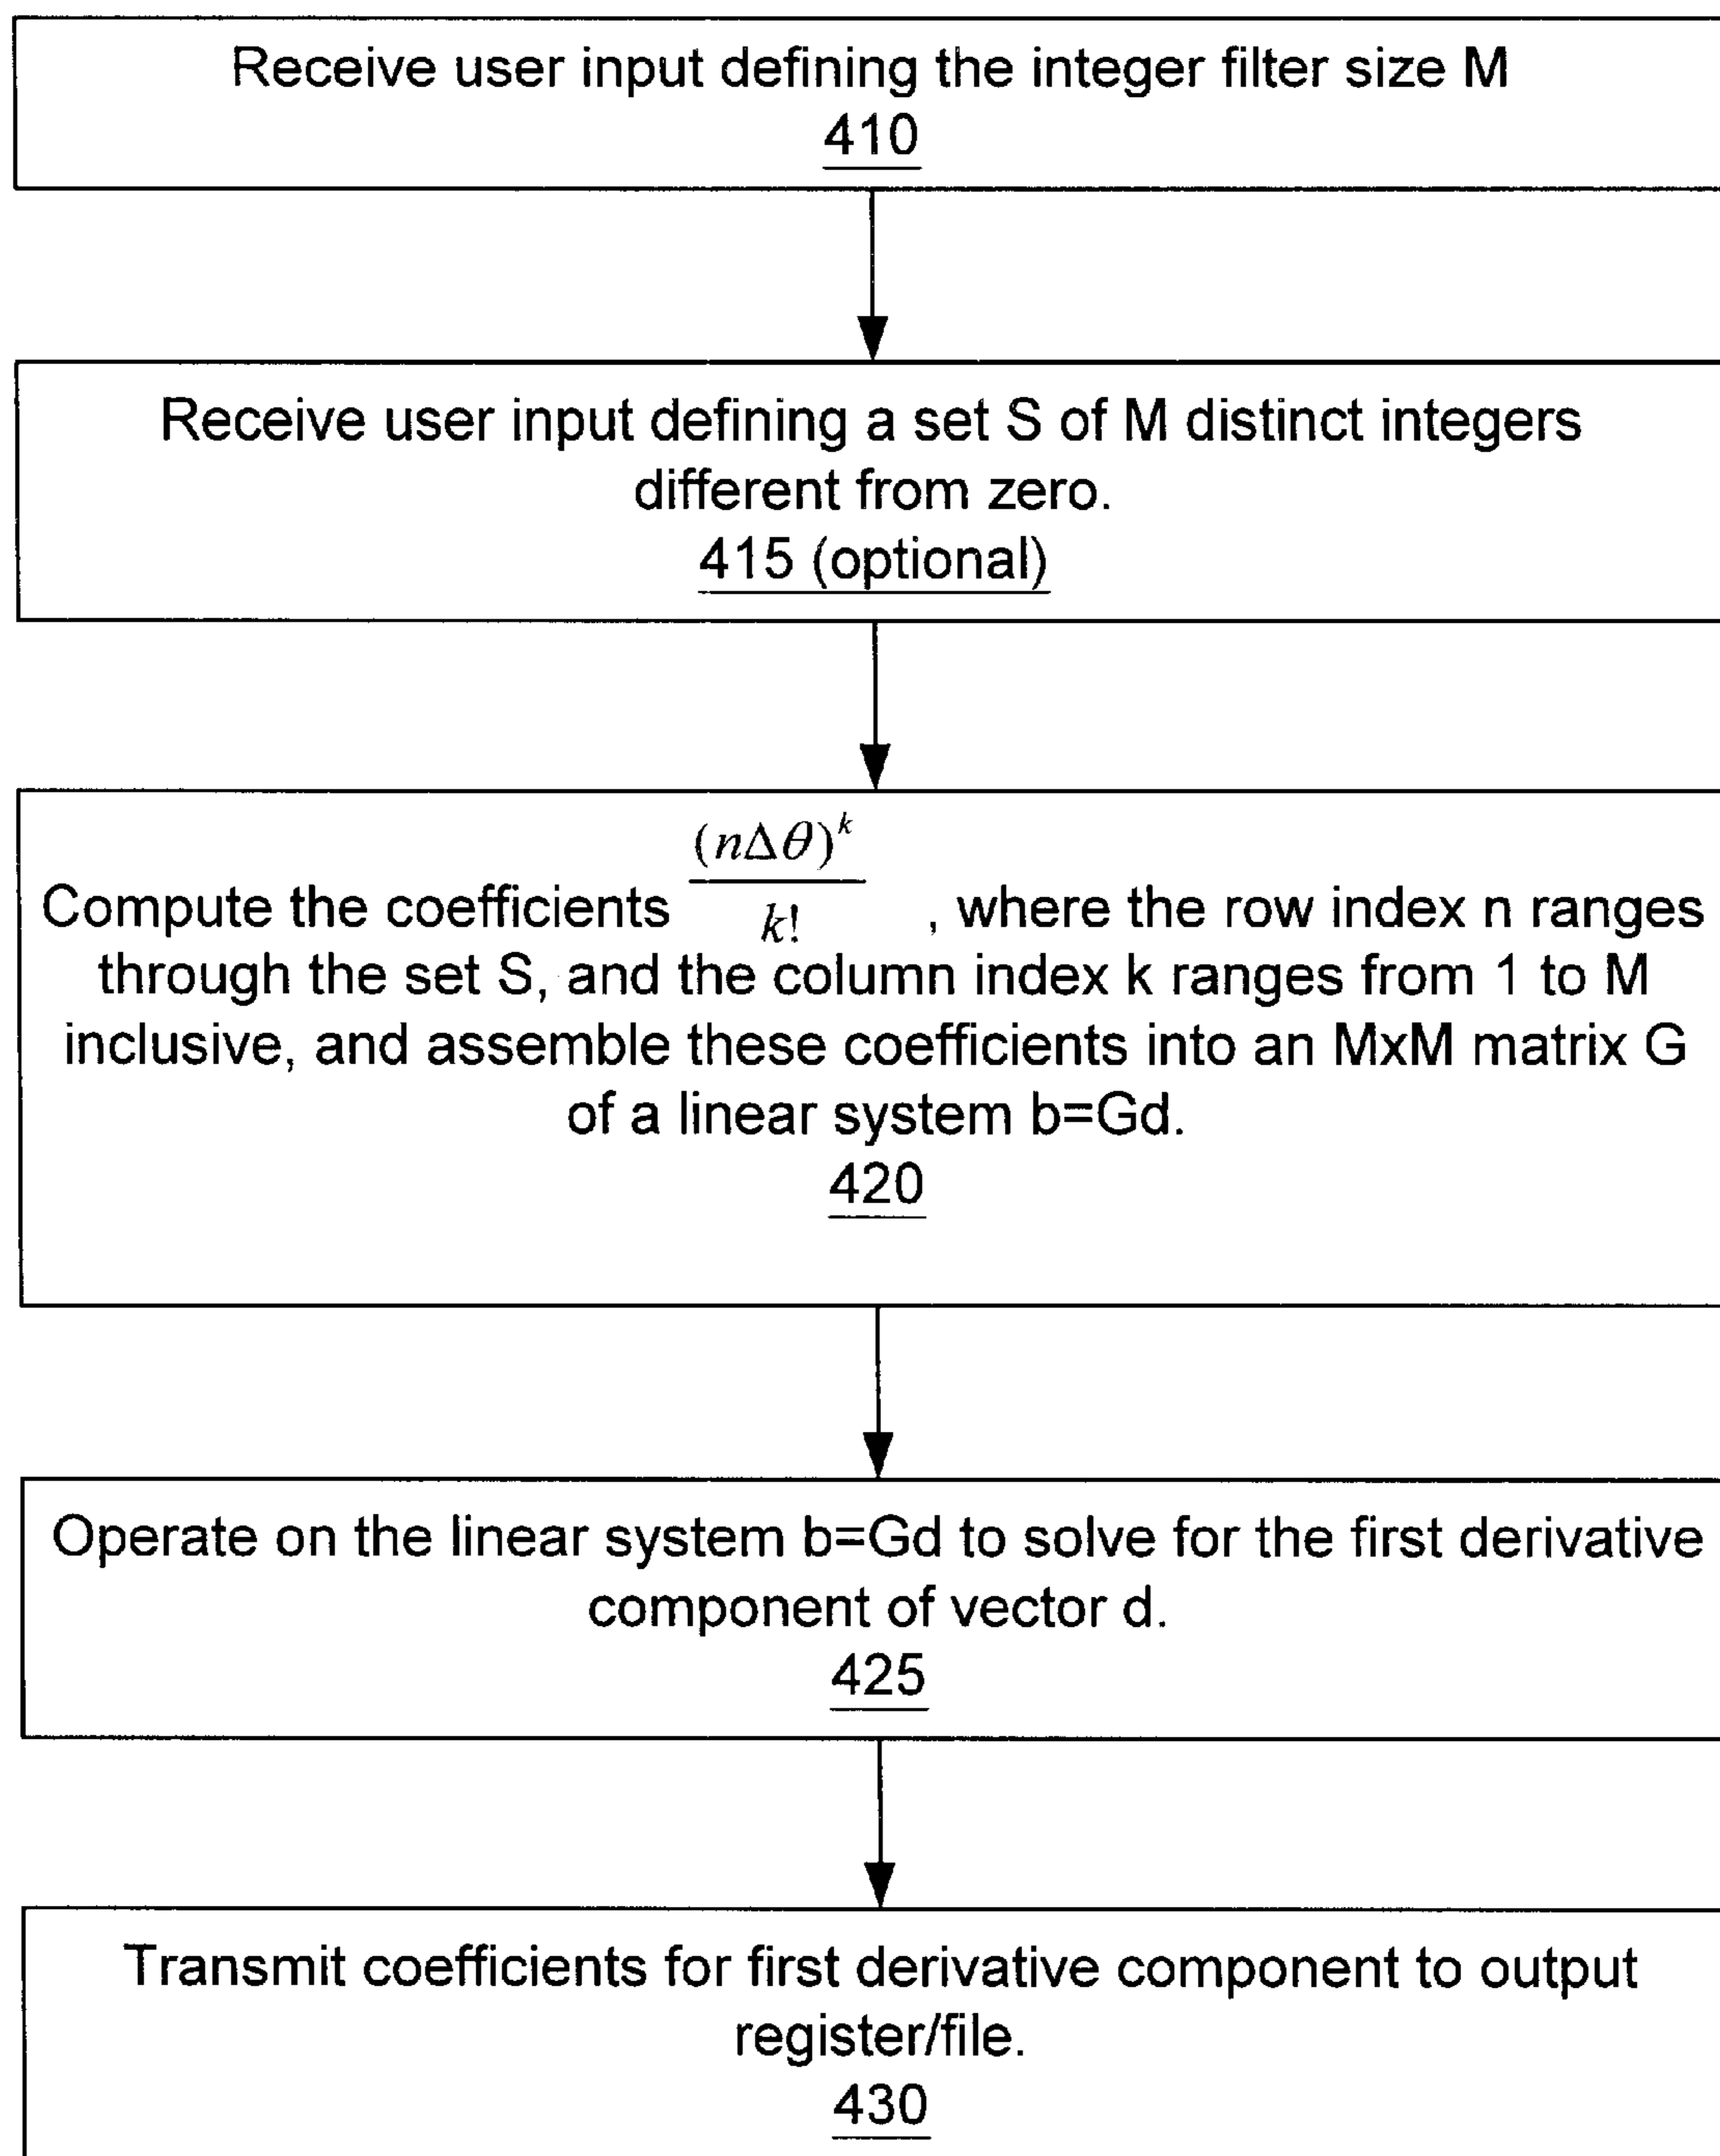 Receive user input defining the integer filter size M
410
Receive user input defining a set S of M distinct integers
different from zero.
415 (optional)
Compute the coefficients (nΔθ)^k / k! , where the row index n ranges
through the set S, and the column index k ranges from 1 to M
inclusive, and assemble these coefficients into an MxM matrix G
of a linear system b=Gd.
420
Operate on the linear system b=Gd to solve for the first derivative
component of vector d.
425
Transmit coefficients for first derivative component to output
register/file.
430